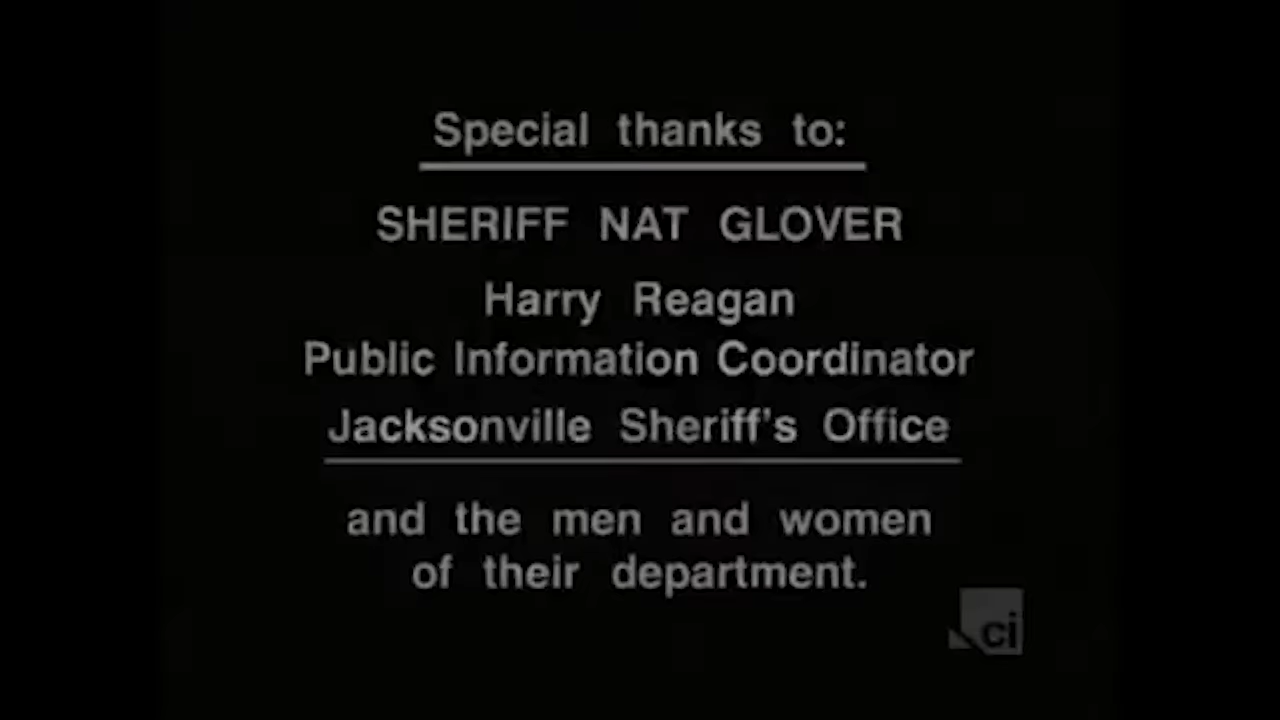 Special thanks to:
SHERIFF NAT GLOVER
Harry Reagan
Public Information Coordinator
Jacksonville Sheriff's Office
and the men and women
of their department.
ci